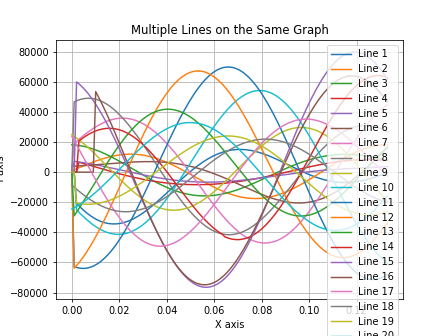 Multiple Lines on the Same Graph
80000
60000
40000
20000
0
−20000
−40000
−60000
−80000
0.00
0.02
0.04
0.06
0.08
0.10
X axis
Line 1
Line 2
Line 3
Line 4
Line 5
Line 6
Line 7
Line 8
Line 9
Line 10
Line 11
Line 12
Line 13
Line 14
Line 15
Line 16
Line 17
Line 18
Line 19
Line 20